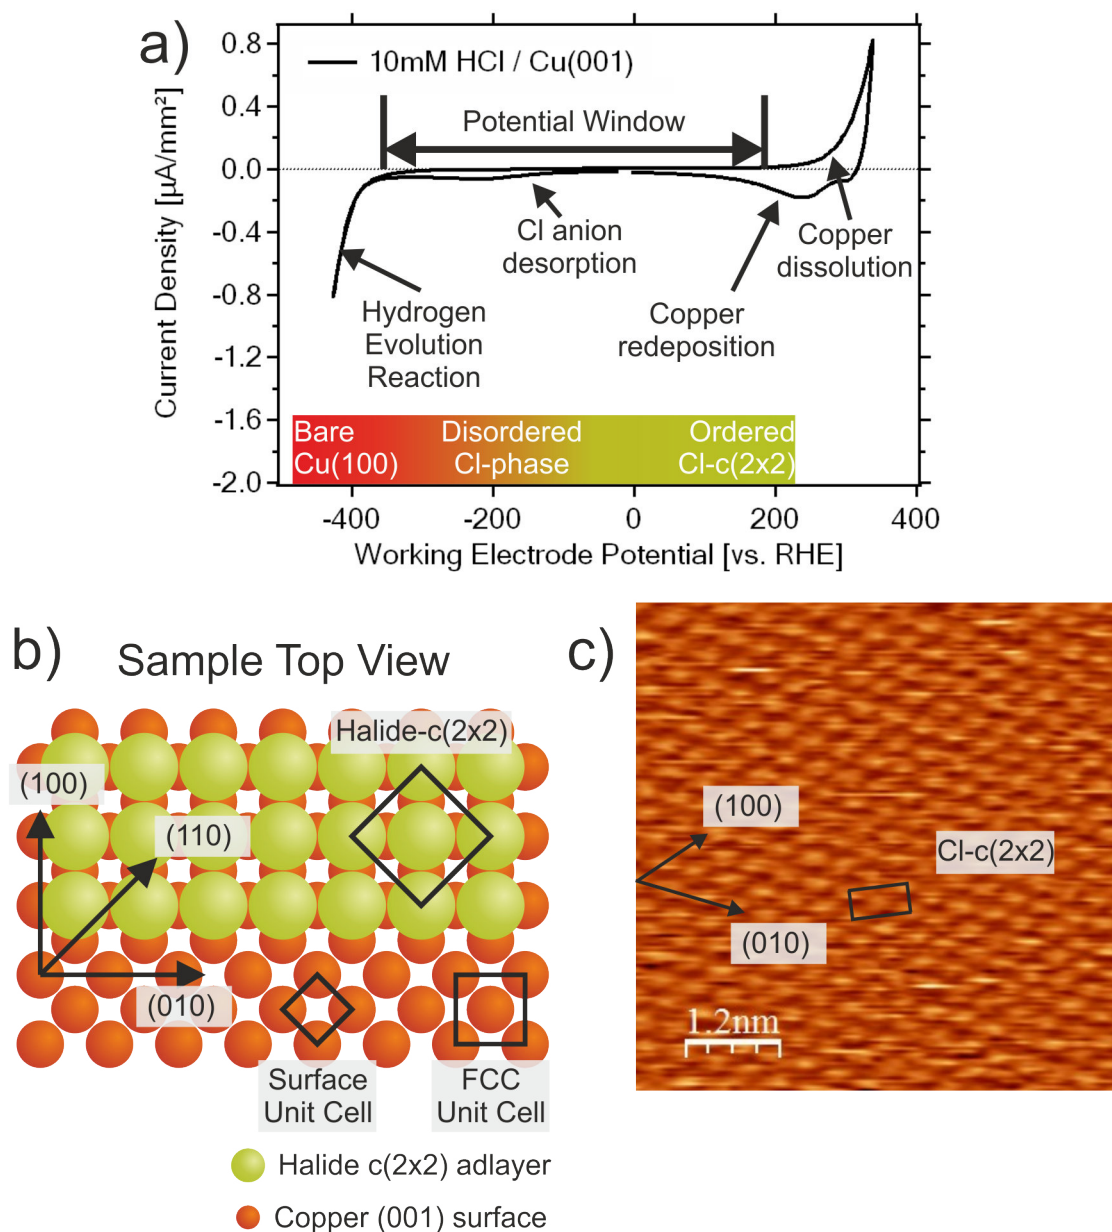 a)
10mM HCl / Cu(001)
Potential Window
Current Density [µA/mm²]
0.8
0.4
0.0
-0.4
-0.8
-1.2
-1.6
-2.0
Cl anion
desorption
Copper
dissolution
Hydrogen
Evolution
Reaction
Copper
redeposition
Bare
Cu(100)
Disordered
Cl-phase
Ordered
Cl-c(2x2)
-400
-200
0
200
400
Working Electrode Potential [vs. RHE]
b)
Sample Top View
Halide-c(2x2)
(100)
(110)
(010)
Surface
Unit Cell
FCC
Unit Cell
Halide c(2x2) adlayer
Copper (001) surface
c)
(100)
Cl-c(2x2)
(010)
1.2nm